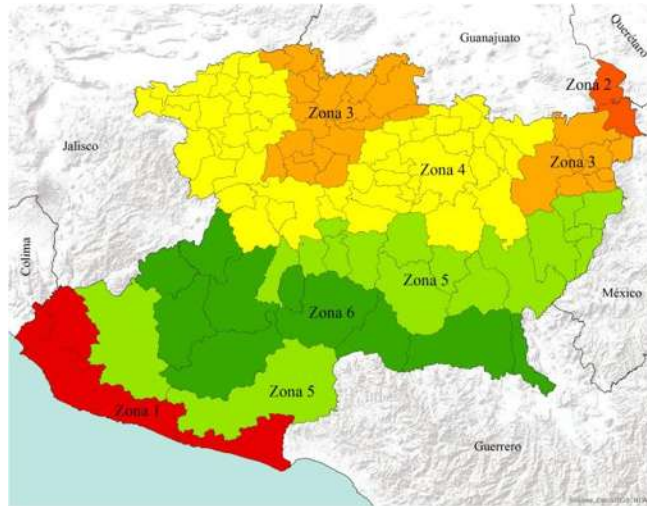 Guanajuato
Querétaro
Zona 2
Zona 3
Jalisco
Zona 3
Zona 4
Colima
Zona 5
México
Zona 6
Zona 5
Zona 1
Guerrero